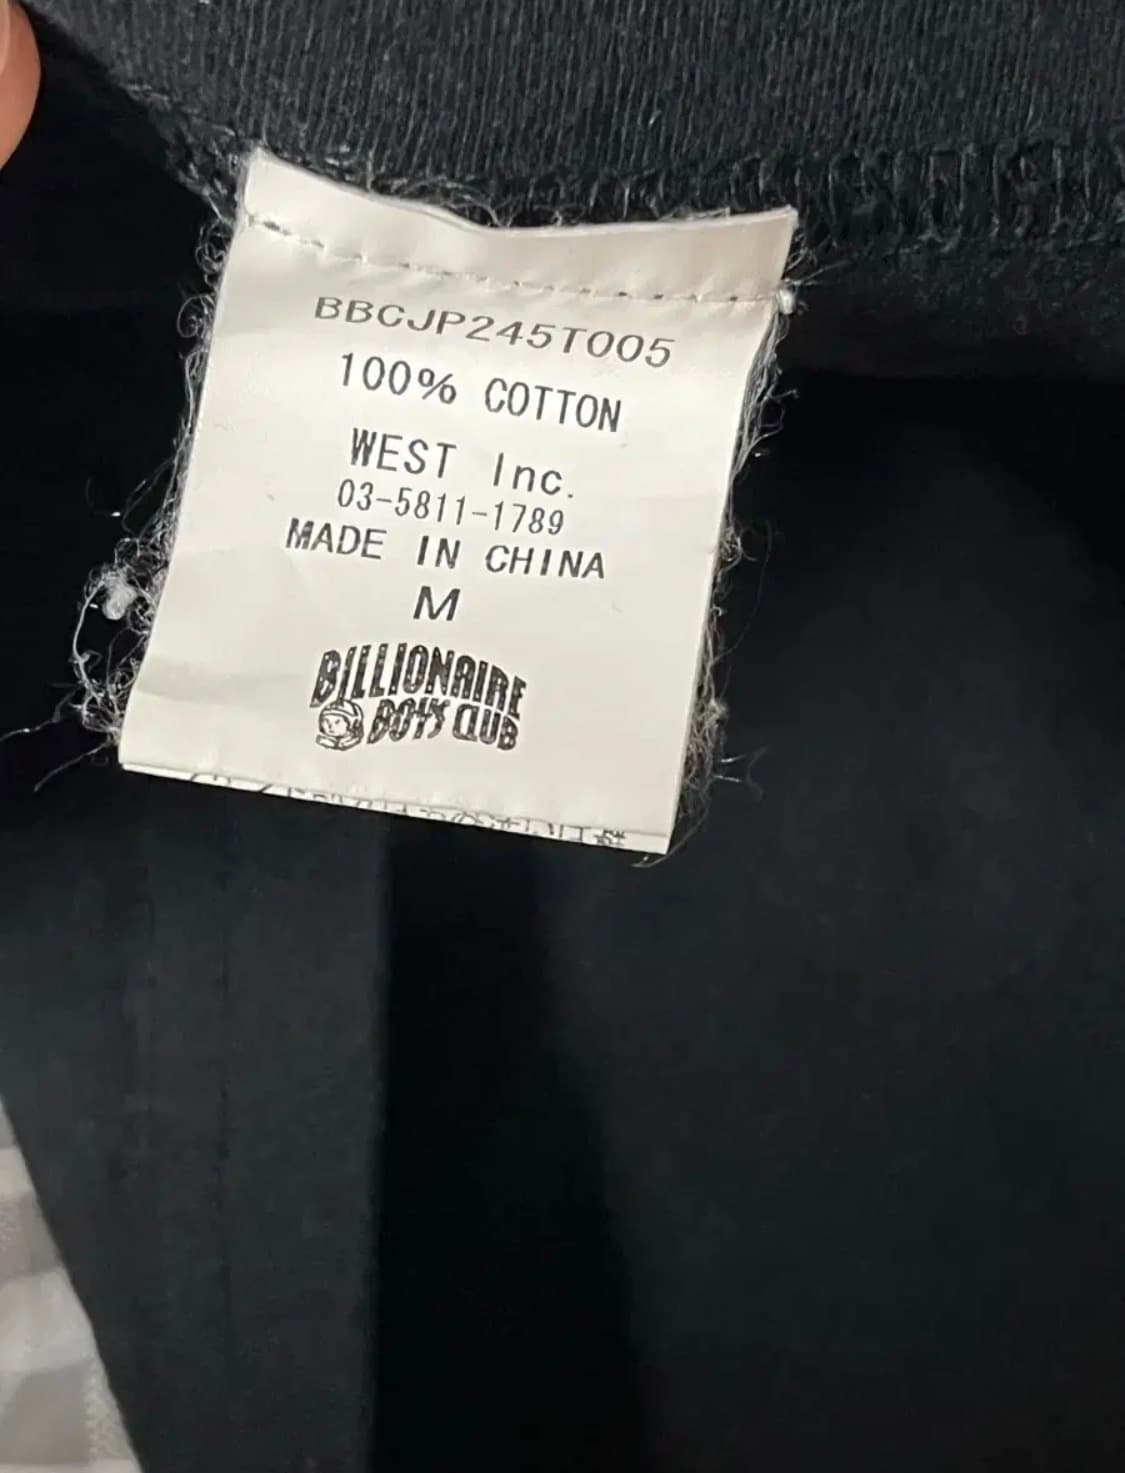 BBCJP245T005
100% COTTON
WEST Inc.
03-5811-1789
MADE IN CHINA
M
BILLIONAIRE
BOYS CLUB